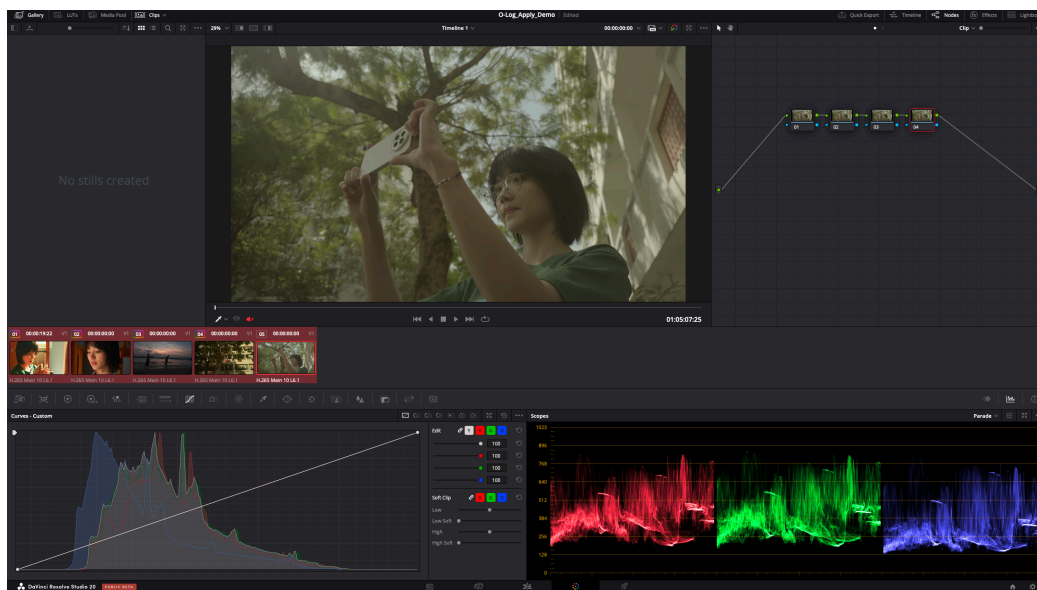 Gallery LUTs Media Pool Clips O-Log_Apply_Demo Edited Quick Export Timeline Nodes Effects Lightbo
29% Timeline 1 00:00:00:00 Clip
No stills created
01 02 03 04
01:05:07:25
01 00:00:19:22 V1 02 00:00:00:00 V1 03 00:00:00:00 V1 04 00:00:00:00 V1 05 00:00:00:00 V1
H.265 Main 10 L6.1 H.265 Main 10 L6.1 H.265 Main 10 L6.1 H.265 Main 10 L6.1 H.265 Main 10 L6.1
Curves - Custom Scopes Parade
Edit Y R G B
100
100
100
100
Soft Clip R G B
Low
Low Soft
High
High Soft
1023
896
768
640
512
384
256
128
0
DaVinci Resolve Studio 20 PUBLIC BETA